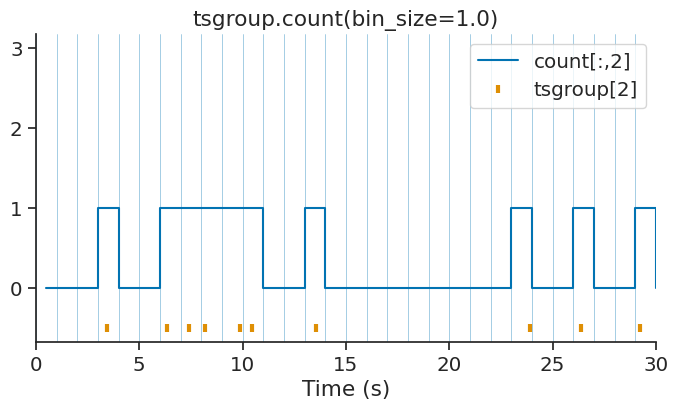 tsgroup.count(bin_size=1.0)
count[:,2]
tsgroup[2]
3
2
1
0
0 5 10 15 20 25 30
Time (s)